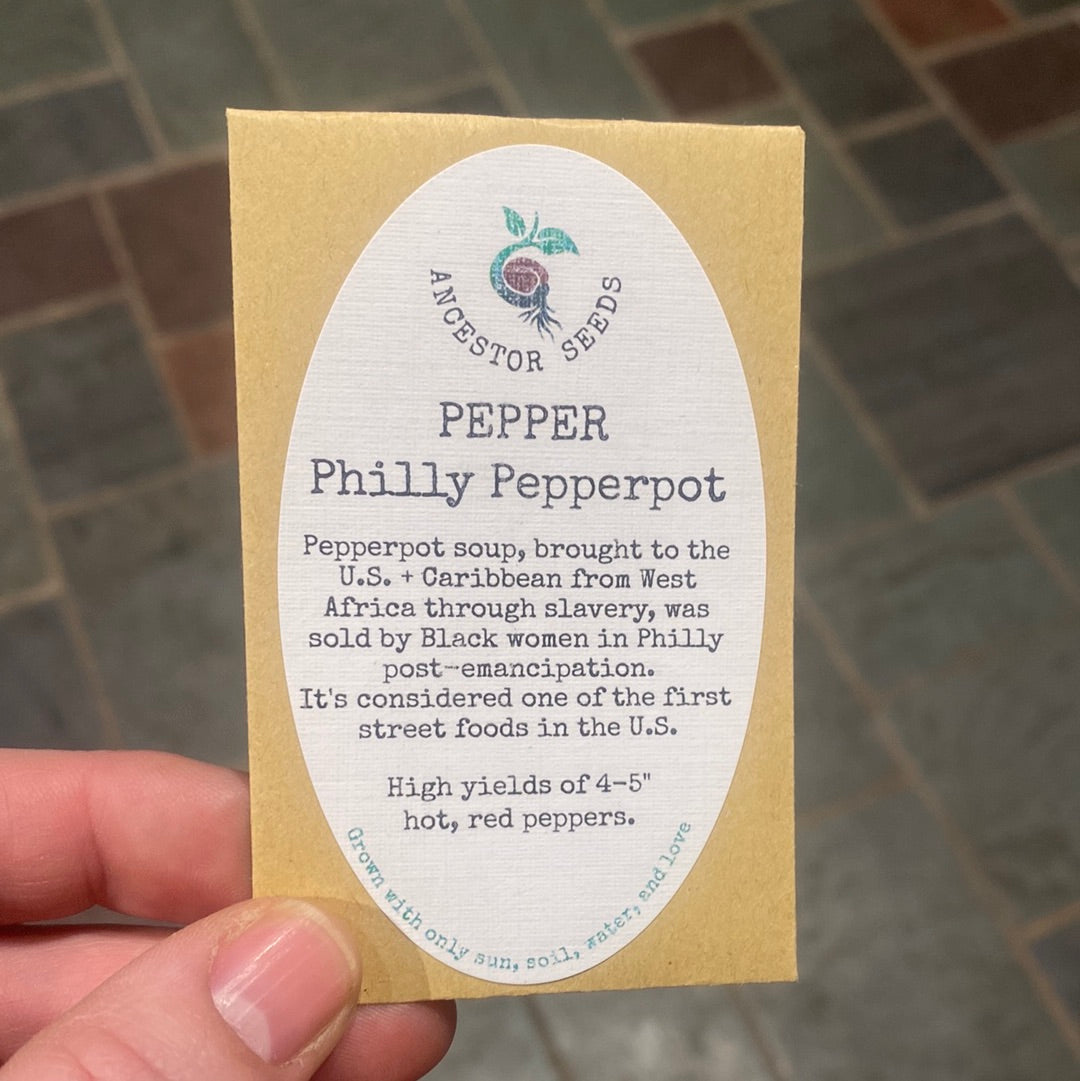 ANCESTOR SEEDS
PEPPER
Philly Pepperpot
Pepperpot soup, brought to the
U.S. + Caribbean from West
Africa through slavery, was
sold by Black women in Philly
post-emancipation.
It's considered one of the first
street foods in the U.S.
High yields of 4-5"
hot, red peppers.
Grown with only sun, soil, water, and love